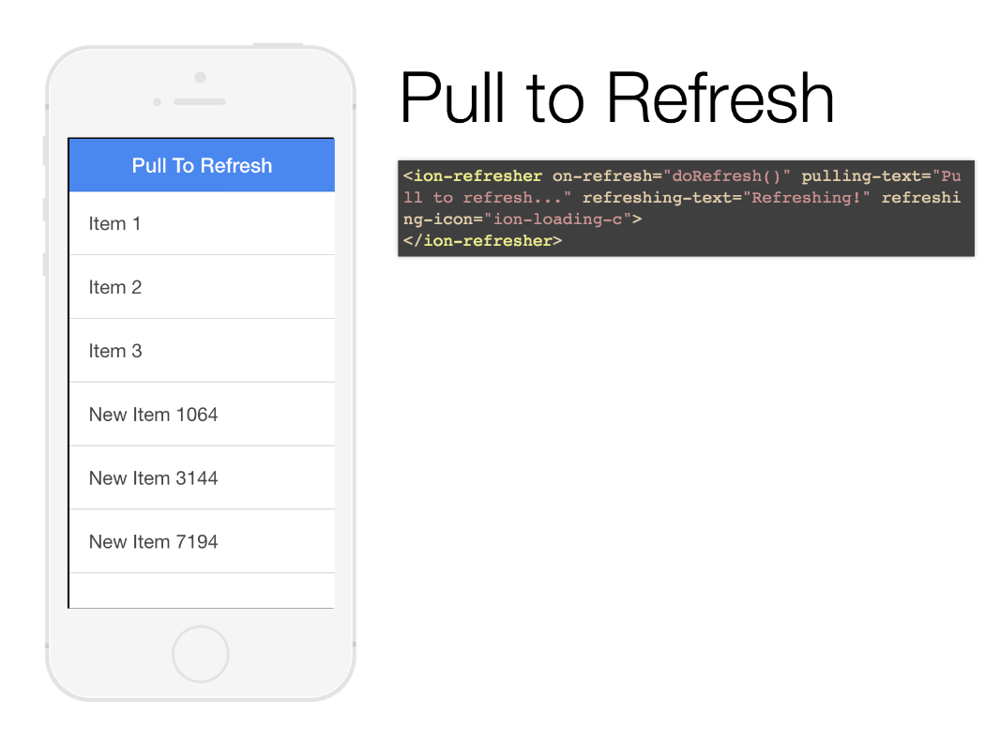 Pull to Refresh
Pull To Refresh
Item 1
Item 2
Item 3
New Item 1064
New Item 3144
New Item 7194
<ion-refresher on-refresh="doRefresh()" pulling-text="Pu
ll to refresh..." refreshing-text="Refreshing!" refreshi
ng-icon="ion-loading-c">
</ion-refresher>